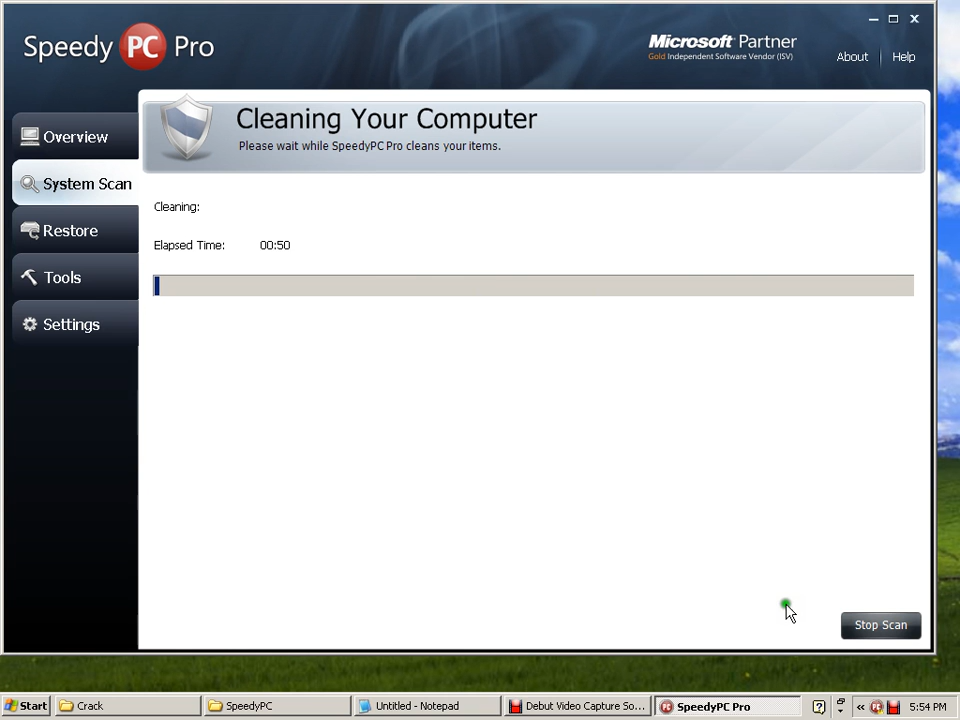 Speedy PC Pro
Microsoft Partner
Gold Independent Software Vendor (ISV)
About
Help
Overview
System Scan
Restore
Tools
Settings
Cleaning Your Computer
Please wait while SpeedyPC Pro cleans your items.
Cleaning:
Elapsed Time: 00:50
Stop Scan
Start
Crack
SpeedyPC
Untitled - Notepad
Debut Video Capture So...
SpeedyPC Pro
5:54 PM